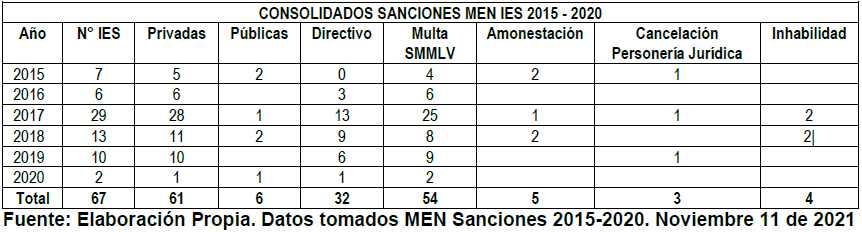 CONSOLIDADOS SANCIONES MEN IES 2015 - 2020
Año N° IES Privadas Públicas Directivo Multa SMMLV Amonestación Cancelación Personería Jurídica Inhabilidad
2015 7 5 2 0 4 2 1
2016 6 6 3 6
2017 29 28 1 13 25 1 1 2
2018 13 11 2 9 8 2 2|
2019 10 10 6 9 1
2020 2 1 1 1 2
Total 67 61 6 32 54 5 3 4
Fuente: Elaboración Propia. Datos tomados MEN Sanciones 2015-2020. Noviembre 11 de 2021